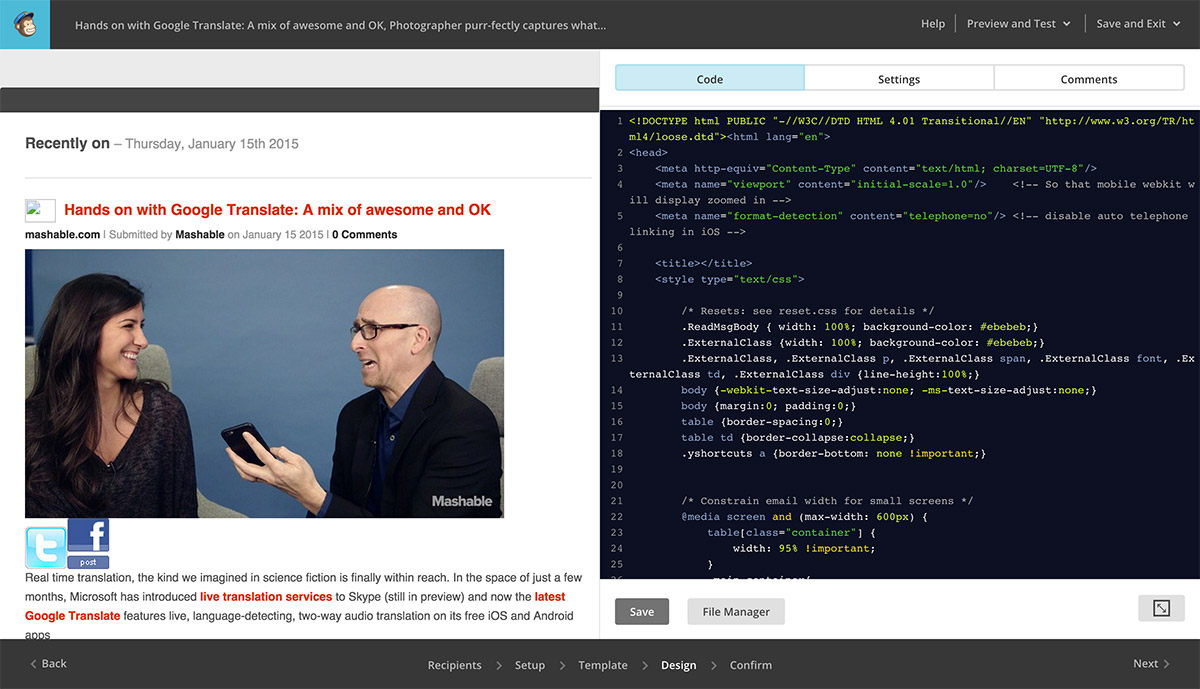 Hands on with Google Translate: A mix of awesome and OK, Photographer purr-fectly captures what...
Help
Preview and Test
Save and Exit
Recently on – Thursday, January 15th 2015
Hands on with Google Translate: A mix of awesome and OK
mashable.com | Submitted by Mashable on January 15 2015 | 0 Comments
Mashable
t
f
post
Real time translation, the kind we imagined in science fiction is finally within reach. In the space of just a few
months, Microsoft has introduced live translation services to Skype (still in preview) and now the latest
Google Translate features live, language-detecting, two-way audio translation on its free iOS and Android
apps
Code
Settings
Comments
1 <!DOCTYPE html PUBLIC "-//W3C//DTD HTML 4.01 Transitional//EN" "http://www.w3.org/TR/ht
ml4/loose.dtd"><html lang="en">
2 <head>
3 <meta http-equiv="Content-Type" content="text/html; charset=UTF-8"/>
4 <meta name="viewport" content="initial-scale=1.0"/> <!-- So that mobile webkit w
ill display zoomed in -->
5 <meta name="format-detection" content="telephone=no"/> <!-- disable auto telephone
linking in iOS -->
6
7 <title></title>
8 <style type="text/css">
9
10 /* Resets: see reset.css for details */
11 .ReadMsgBody { width: 100%; background-color: #ebebeb;}
12 .ExternalClass {width: 100%; background-color: #ebebeb;}
13 .ExternalClass, .ExternalClass p, .ExternalClass span, .ExternalClass font, .Ex
ternalClass td, .ExternalClass div {line-height:100%;}
14 body {-webkit-text-size-adjust:none; -ms-text-size-adjust:none;}
15 body {margin:0; padding:0;}
16 table {border-spacing:0;}
17 table td {border-collapse:collapse;}
18 .yshortcuts a {border-bottom: none !important;}
19
20
21 /* Constrain email width for small screens */
22 @media screen and (max-width: 600px) {
23 table[class="container"] {
24 width: 95% !important;
25 }
Save
File Manager
Back
Recipients
Setup
Template
Design
Confirm
Next